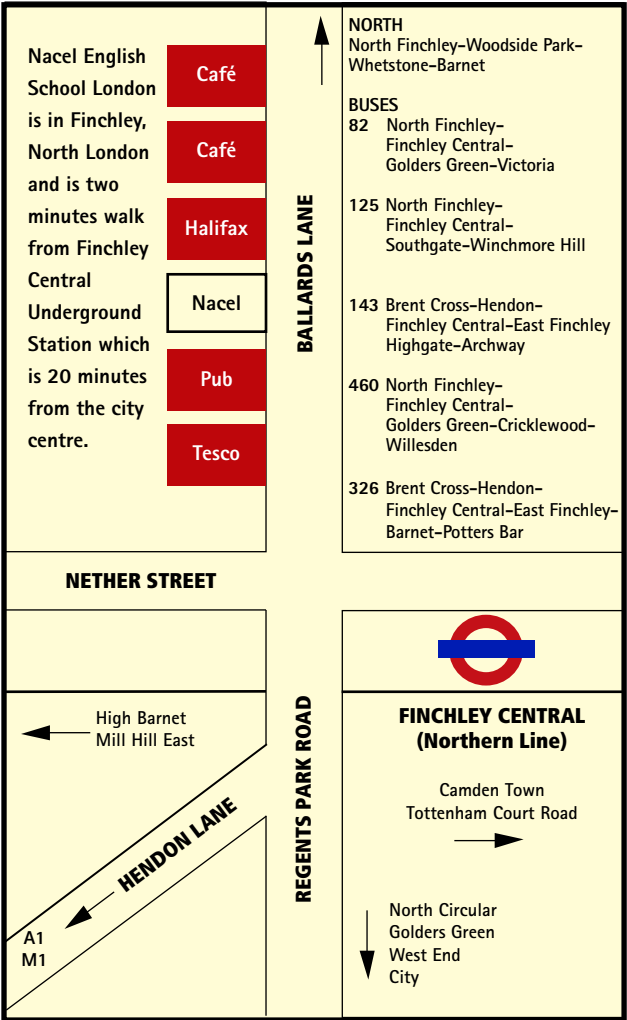 Nacel English
School London
is in Finchley,
North London
and is two
minutes walk
from Finchley
Central
Underground
Station which
is 20 minutes
from the city
centre.
Café
Café
Halifax
Nacel
Pub
Tesco
BALLARDS LANE
NORTH
North Finchley–Woodside Park–
Whetstone–Barnet
BUSES
82 North Finchley–
Finchley Central–
Golders Green–Victoria
125 North Finchley–
Finchley Central–
Southgate–Winchmore Hill
143 Brent Cross–Hendon–
Finchley Central–East Finchley
Highgate–Archway
460 North Finchley–
Finchley Central–
Golders Green–Cricklewood–
Willesden
326 Brent Cross–Hendon–
Finchley Central–East Finchley–
Barnet–Potters Bar
NETHER STREET
High Barnet
Mill Hill East
HENDON LANE
A1
M1
REGENTS PARK ROAD
FINCHLEY CENTRAL
(Northern Line)
Camden Town
Tottenham Court Road
North Circular
Golders Green
West End
City